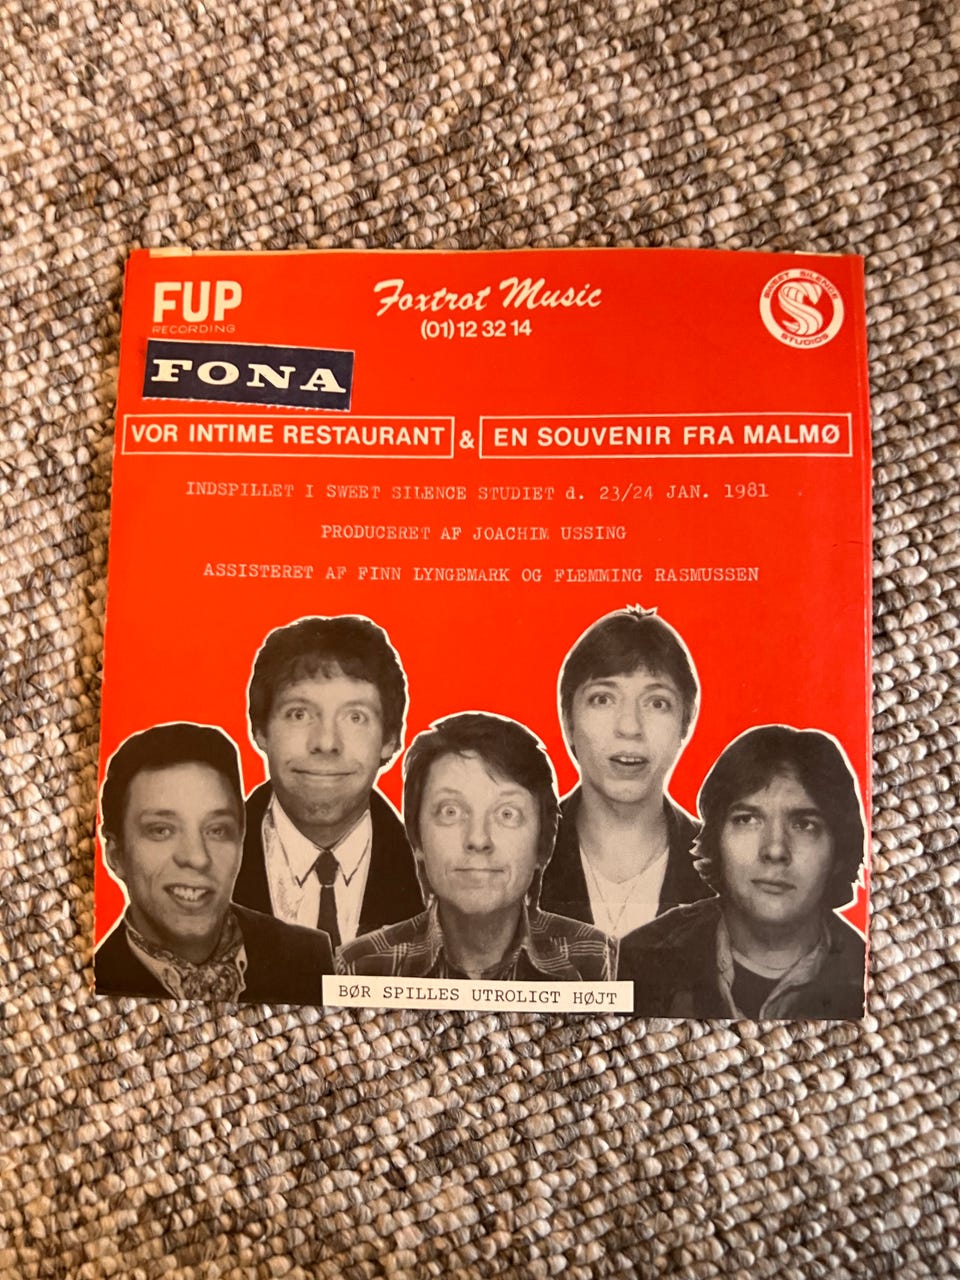 FUP
RECORDING
Foxtrot Music
(01) 12 32 14
SWEET SILENCE
STUDIOS
FONA
VOR INTIME RESTAURANT & EN SOUVENIR FRA MALMØ
INDSPILLET I SWEET SILENCE STUDIET d. 23/24 JAN. 1981
PRODUCERET AF JOACHIM USSING
ASSISTERET AF FINN LYNGEMARK OG FLEMMING RASMUSSEN
BØR SPILLES UTROLIGT HØJT